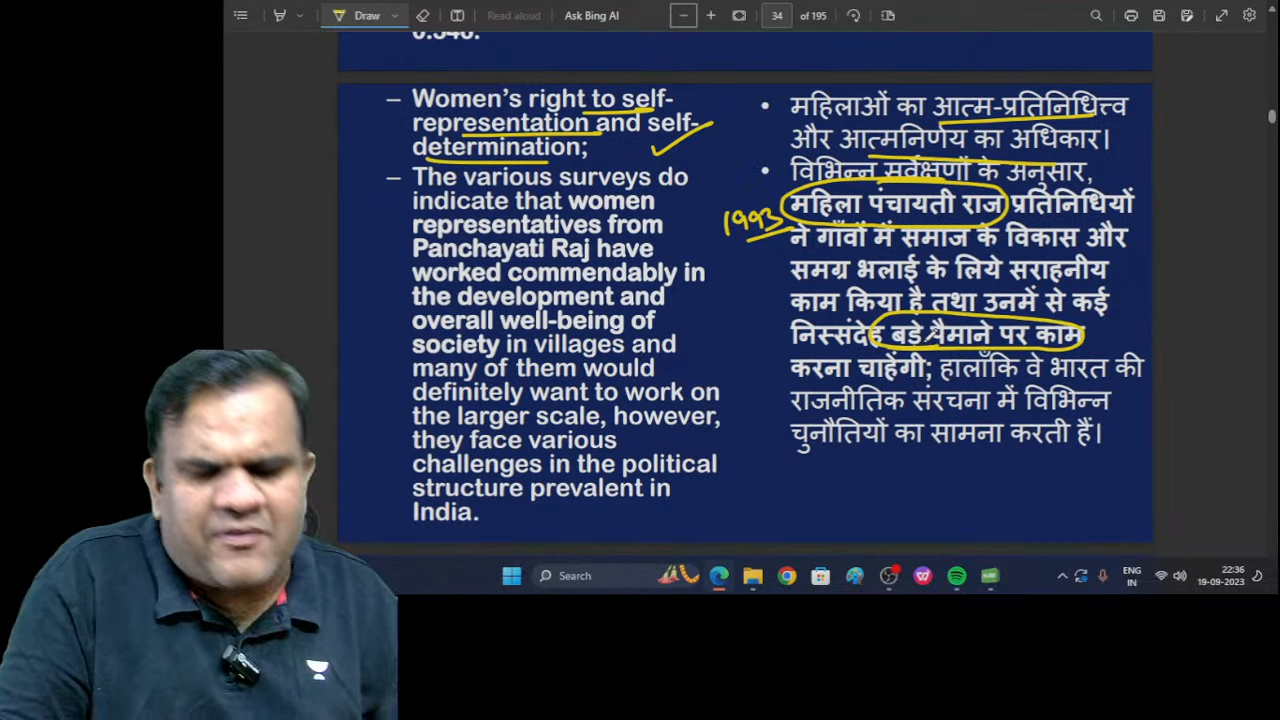 Draw
Read aloud
Ask Bing AI
34 of 195
0.546.
– Women's right to self-
representation and self-
determination;
– The various surveys do
indicate that women
representatives from
Panchayati Raj have
worked commendably in
the development and
overall well-being of
society in villages and
many of them would
definitely want to work on
the larger scale, however,
they face various
challenges in the political
structure prevalent in
India.
• महिलाओं का आत्म-प्रतिनिधित्त्व
और आत्मनिर्णय का अधिकार।
• विभिन्न सर्वेक्षणों के अनुसार,
महिला पंचायती राज प्रतिनिधियों
1993
ने गाँवों में समाज के विकास और
समग्र भलाई के लिये सराहनीय
काम किया है तथा उनमें से कई
निस्संदेह बड़े पैमाने पर काम
करना चाहेंगी; हालाँकि वे भारत की
राजनीतिक संरचना में विभिन्न
चुनौतियों का सामना करती हैं।
Search
ENG
IN
22:36
19-09-2023